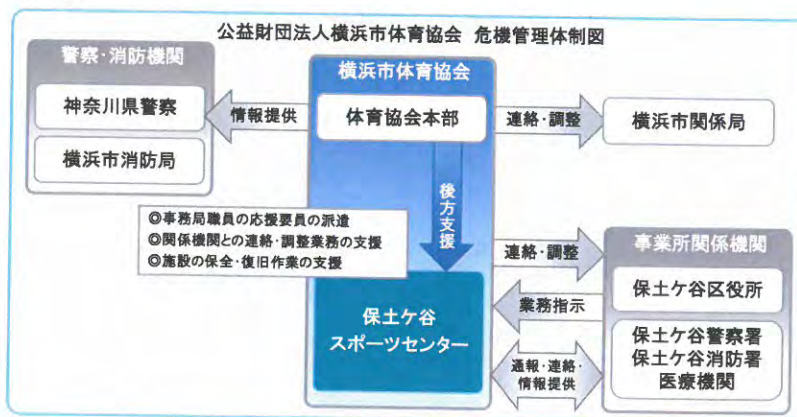 公益財団法人横浜市体育協会 危機管理体制図
警察・消防機関
神奈川県警察
横浜市消防局
情報提供
横浜市体育協会
体育協会本部
連絡・調整
横浜市関係局
後方支援
◎事務局職員の応援要員の派遣
◎関係機関との連絡・調整業務の支援
◎施設の保全・復旧作業の支援
保土ケ谷
スポーツセンター
連絡・調整
業務指示
通報・連絡・
情報提供
事業所関係機関
保土ケ谷区役所
保土ケ谷警察署
保土ケ谷消防署
医療機関